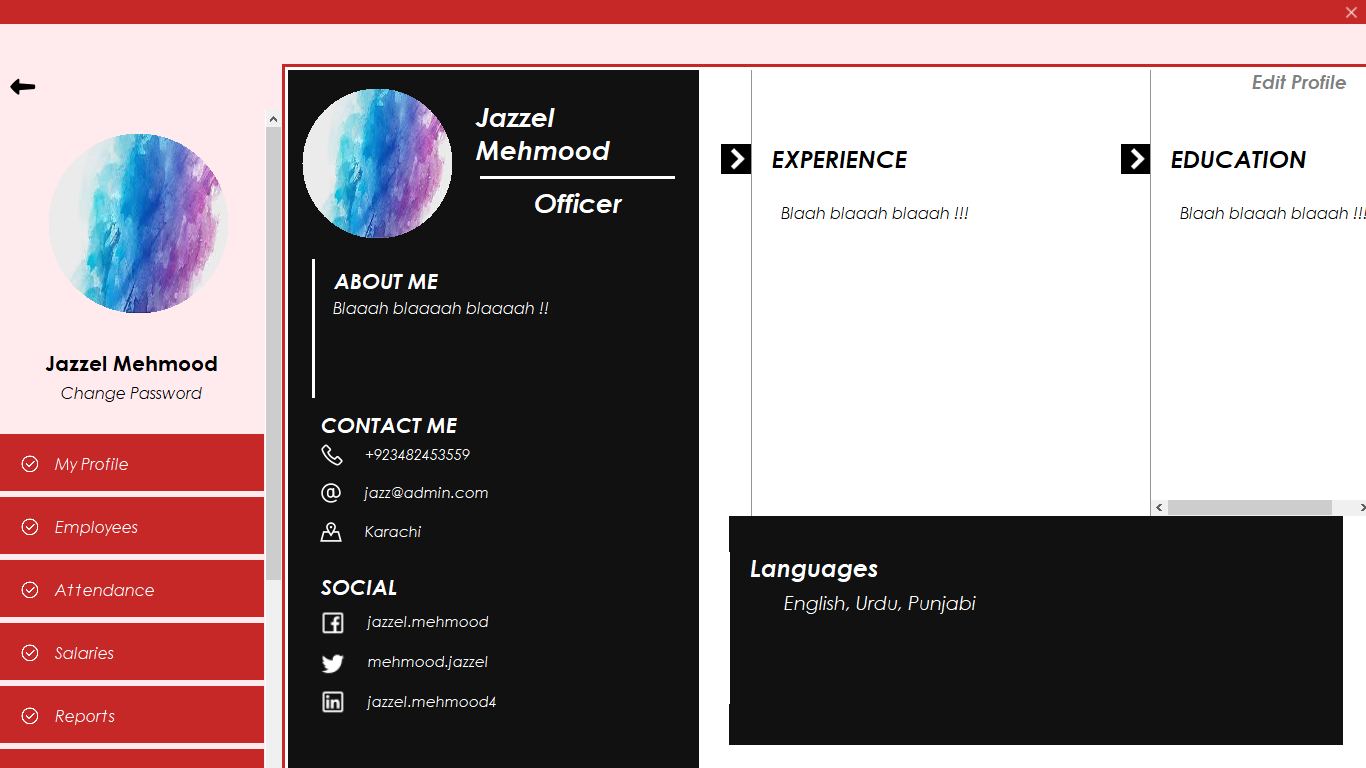 Edit Profile
Jazzel Mehmood
Change Password
My Profile
Employees
Attendance
Salaries
Reports
Jazzel
Mehmood
Officer
ABOUT ME
Blaaah blaaaah blaaaah !!
CONTACT ME
+923482453559
jazz@admin.com
Karachi
SOCIAL
jazzel.mehmood
mehmood.jazzel
jazzel.mehmood4
EXPERIENCE
Blaah blaaah blaaah !!!
EDUCATION
Blaah blaaah blaaah !!!
Languages
English, Urdu, Punjabi